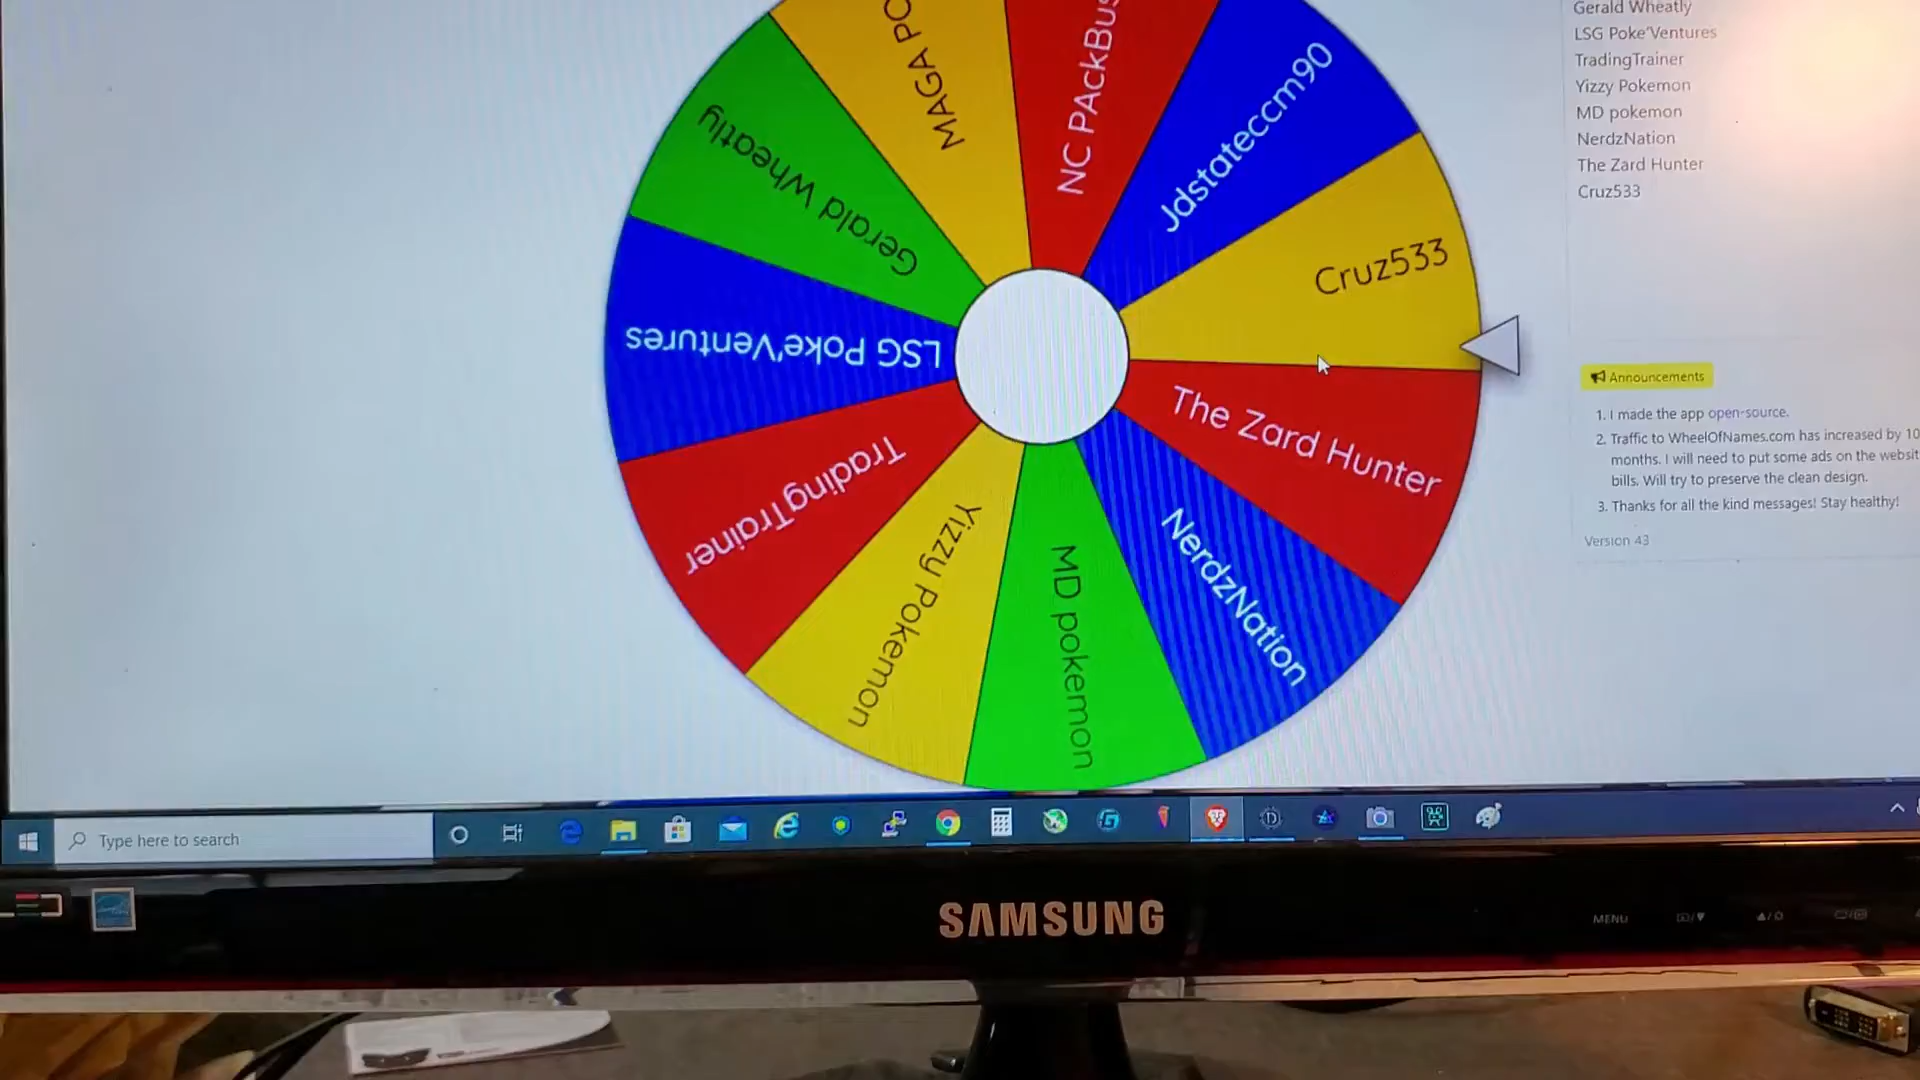 MAGA PO
NC PAckBus
Jdstateccm90
Cruz533
The Zard Hunter
NerdzNation
MD pokemon
Yizzy Pokemon
TradingTrainer
LSG Poke'Ventures
Gerald Wheatly
Gerald Wheatly
LSG Poke'Ventures
TradingTrainer
Yizzy Pokemon
MD pokemon
NerdzNation
The Zard Hunter
Cruz533
Announcements
1. I made the app open-source.
2. Traffic to WheelOfNames.com has increased by 10
months. I will need to put some ads on the websit
bills. Will try to preserve the clean design.
3. Thanks for all the kind messages! Stay healthy!
Version 43
Type here to search
SAMSUNG
MENU